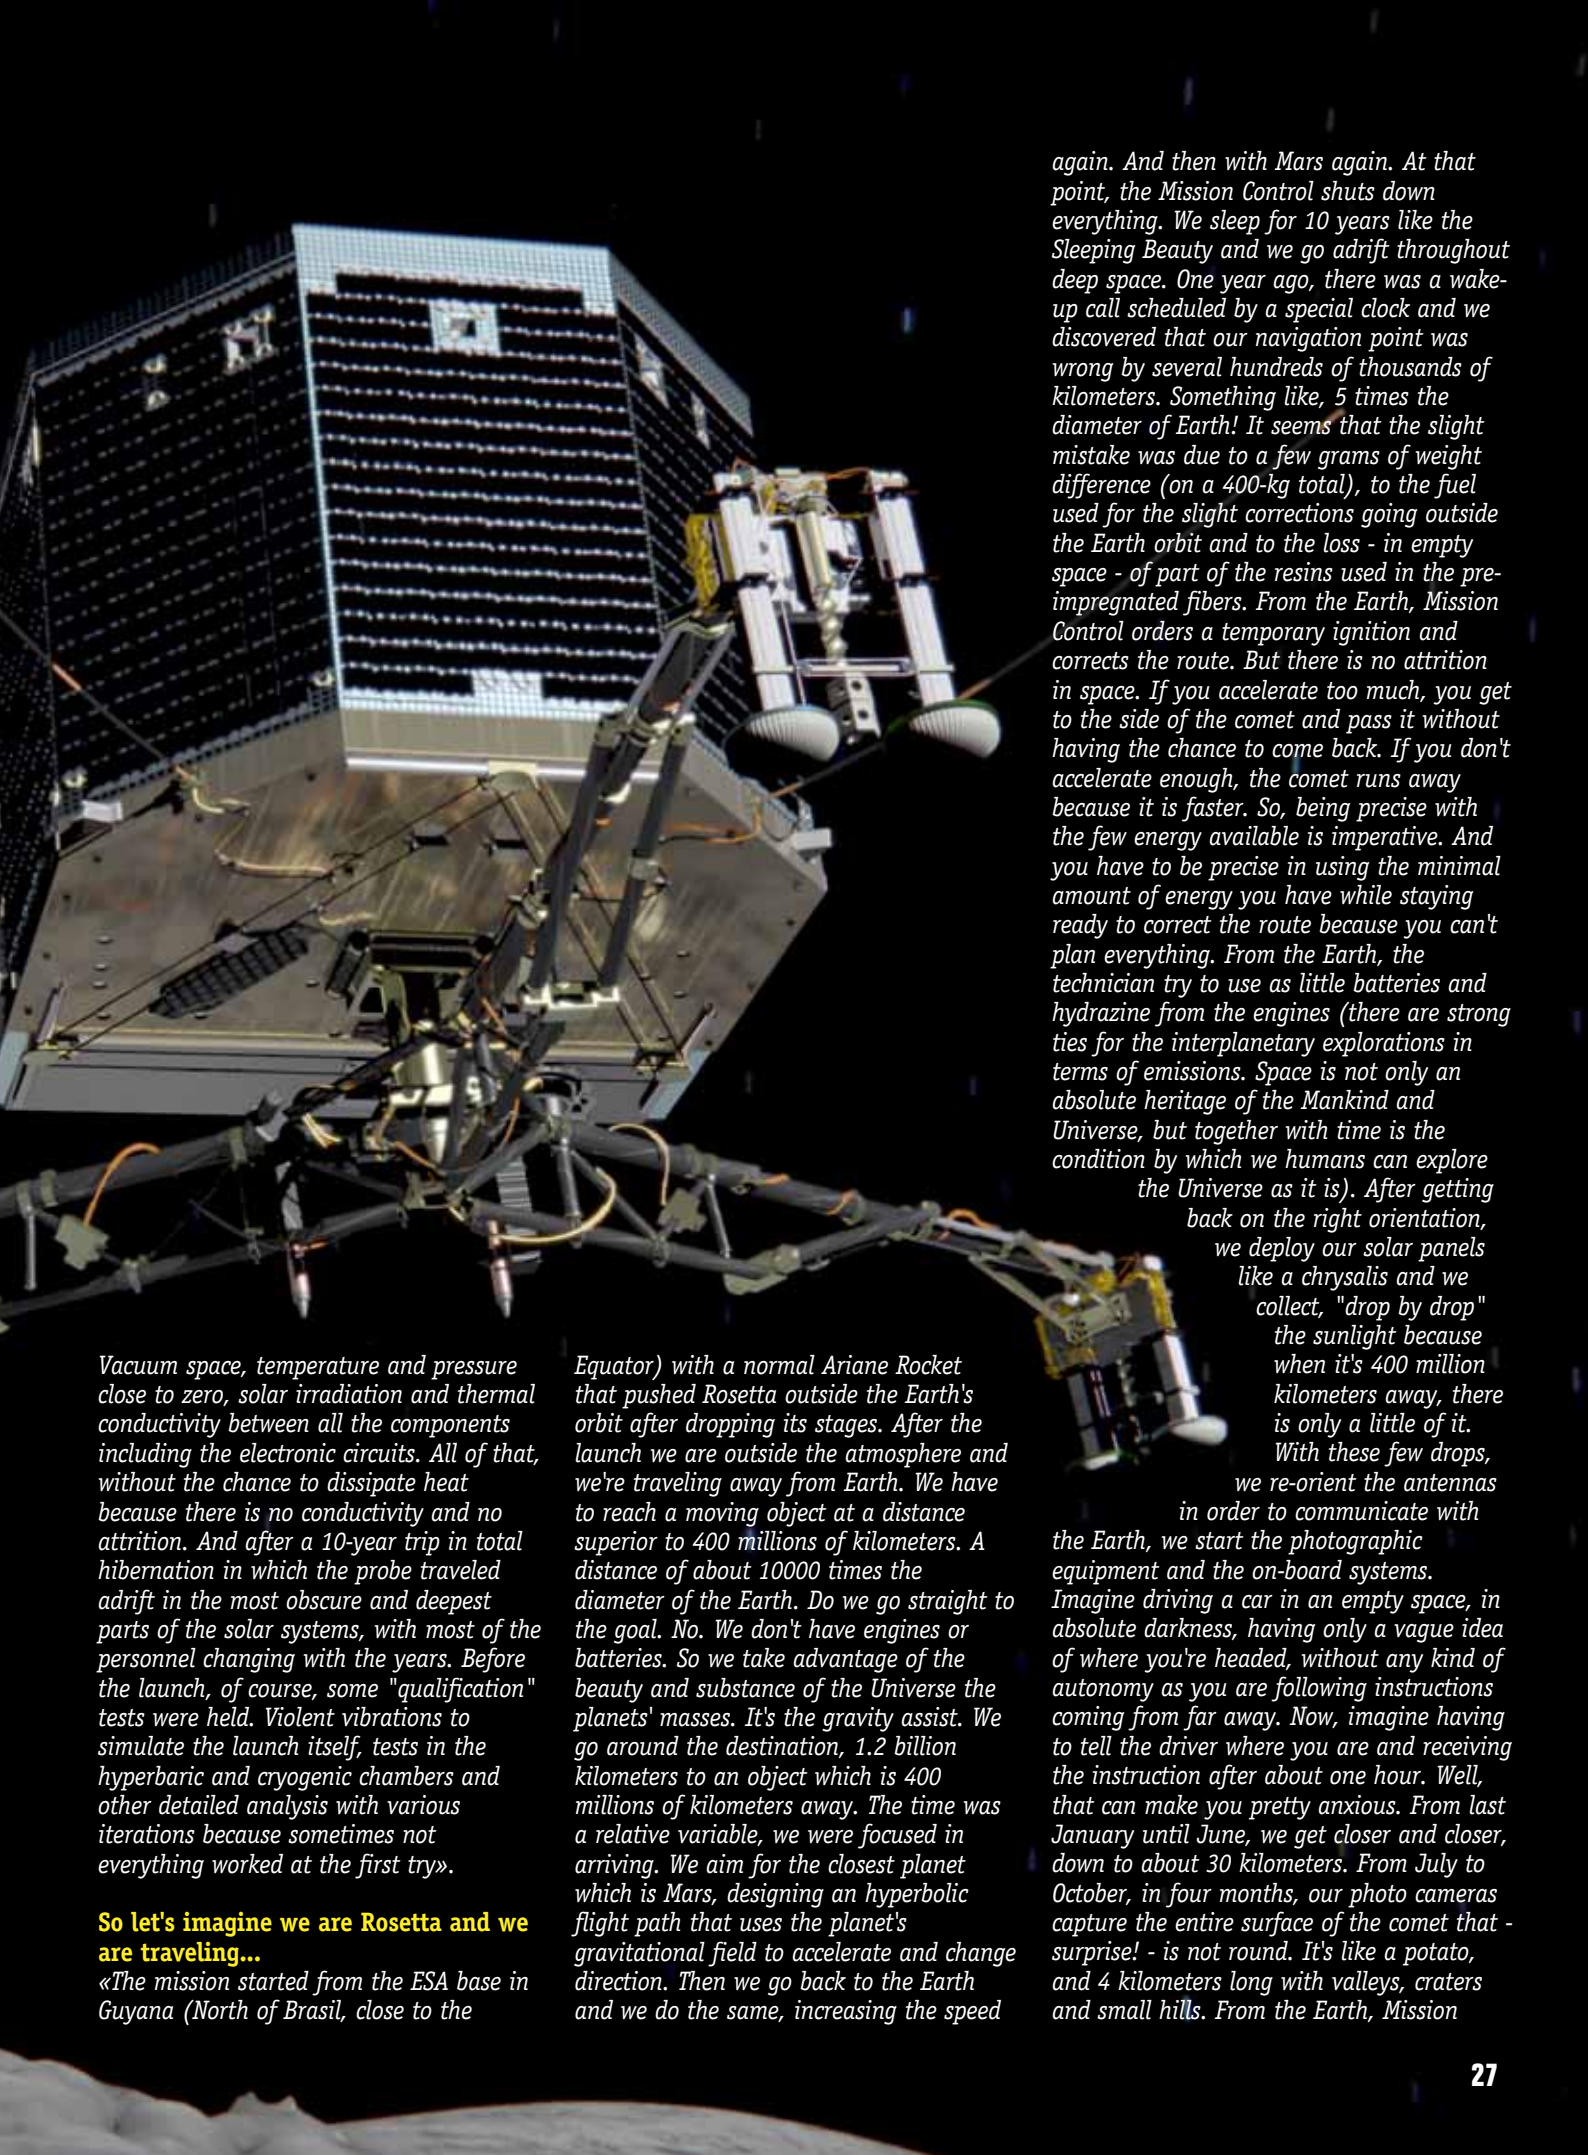 Vacuum space, temperature and pressure
close to zero, solar irradiation and thermal
conductivity between all the components
including the electronic circuits. All of that,
without the chance to dissipate heat
because there is no conductivity and no
attrition. And after a 10-year trip in total
hibernation in which the probe traveled
adrift in the most obscure and deepest
parts of the solar systems, with most of the
personnel changing with the years. Before
the launch, of course, some "qualification"
tests were held. Violent vibrations to
simulate the launch itself, tests in the
hyperbaric and cryogenic chambers and
other detailed analysis with various
iterations because sometimes not
everything worked at the first try».
So let's imagine we are Rosetta and we
are traveling...
«The mission started from the ESA base in
Guyana (North of Brasil, close to the
Equator) with a normal Ariane Rocket
that pushed Rosetta outside the Earth's
orbit after dropping its stages. After the
launch we are outside the atmosphere and
we're traveling away from Earth. We have
to reach a moving object at a distance
superior to 400 millions of kilometers. A
distance of about 10000 times the
diameter of the Earth. Do we go straight to
the goal. No. We don't have engines or
batteries. So we take advantage of the
beauty and substance of the Universe the
planets' masses. It's the gravity assist. We
go around the destination, 1.2 billion
kilometers to an object which is 400
millions of kilometers away. The time was
a relative variable, we were focused in
arriving. We aim for the closest planet
which is Mars, designing an hyperbolic
flight path that uses the planet's
gravitational field to accelerate and change
direction. Then we go back to the Earth
and we do the same, increasing the speed
again. And then with Mars again. At that
point, the Mission Control shuts down
everything. We sleep for 10 years like the
Sleeping Beauty and we go adrift throughout
deep space. One year ago, there was a wake-
up call scheduled by a special clock and we
discovered that our navigation point was
wrong by several hundreds of thousands of
kilometers. Something like, 5 times the
diameter of Earth! It seems that the slight
mistake was due to a few grams of weight
difference (on a 400-kg total), to the fuel
used for the slight corrections going outside
the Earth orbit and to the loss - in empty
space - of part of the resins used in the pre-
impregnated fibers. From the Earth, Mission
Control orders a temporary ignition and
corrects the route. But there is no attrition
in space. If you accelerate too much, you get
to the side of the comet and pass it without
having the chance to come back. If you don't
accelerate enough, the comet runs away
because it is faster. So, being precise with
the few energy available is imperative. And
you have to be precise in using the minimal
amount of energy you have while staying
ready to correct the route because you can't
plan everything. From the Earth, the
technician try to use as little batteries and
hydrazine from the engines (there are strong
ties for the interplanetary explorations in
terms of emissions. Space is not only an
absolute heritage of the Mankind and
Universe, but together with time is the
condition by which we humans can explore
the Universe as it is). After getting
back on the right orientation,
we deploy our solar panels
like a chrysalis and we
collect, "drop by drop"
the sunlight because
when it's 400 million
kilometers away, there
is only a little of it.
With these few drops,
we re-orient the antennas
in order to communicate with
the Earth, we start the photographic
equipment and the on-board systems.
Imagine driving a car in an empty space, in
absolute darkness, having only a vague idea
of where you're headed, without any kind of
autonomy as you are following instructions
coming from far away. Now, imagine having
to tell the driver where you are and receiving
the instruction after about one hour. Well,
that can make you pretty anxious. From last
January until June, we get closer and closer,
down to about 30 kilometers. From July to
October, in four months, our photo cameras
capture the entire surface of the comet that -
surprise! - is not round. It's like a potato,
and 4 kilometers long with valleys, craters
and small hills. From the Earth, Mission
27